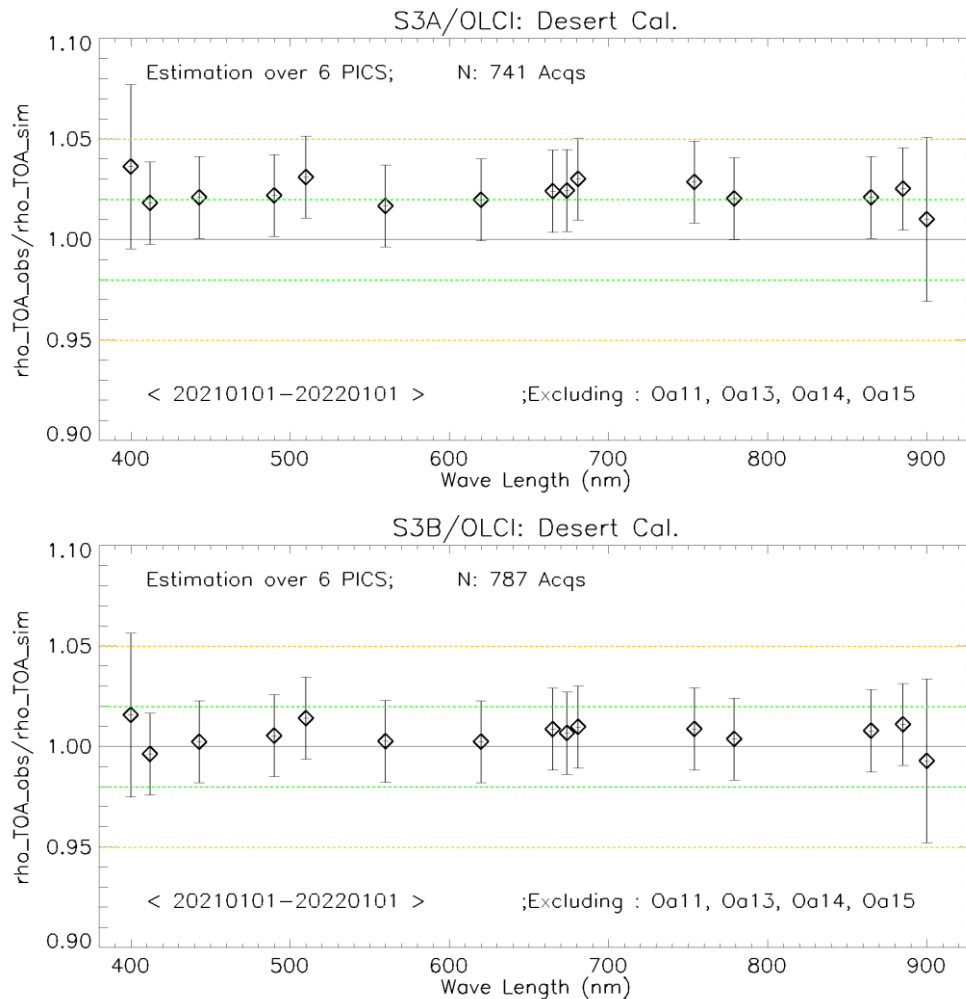 S3A/OLCI: Desert Cal.
1.10
Estimation over 6 PICS; N: 741 Acqs
1.05
rho_TOA_obs/rho_TOA_sim
1.00
0.95
< 20210101-20220101 > ;Excluding : Oa11, Oa13, Oa14, Oa15
0.90
400 500 600 700 800 900
Wave Length (nm)
S3B/OLCI: Desert Cal.
1.10
Estimation over 6 PICS; N: 787 Acqs
1.05
rho_TOA_obs/rho_TOA_sim
1.00
0.95
< 20210101-20220101 > ;Excluding : Oa11, Oa13, Oa14, Oa15
0.90
400 500 600 700 800 900
Wave Length (nm)